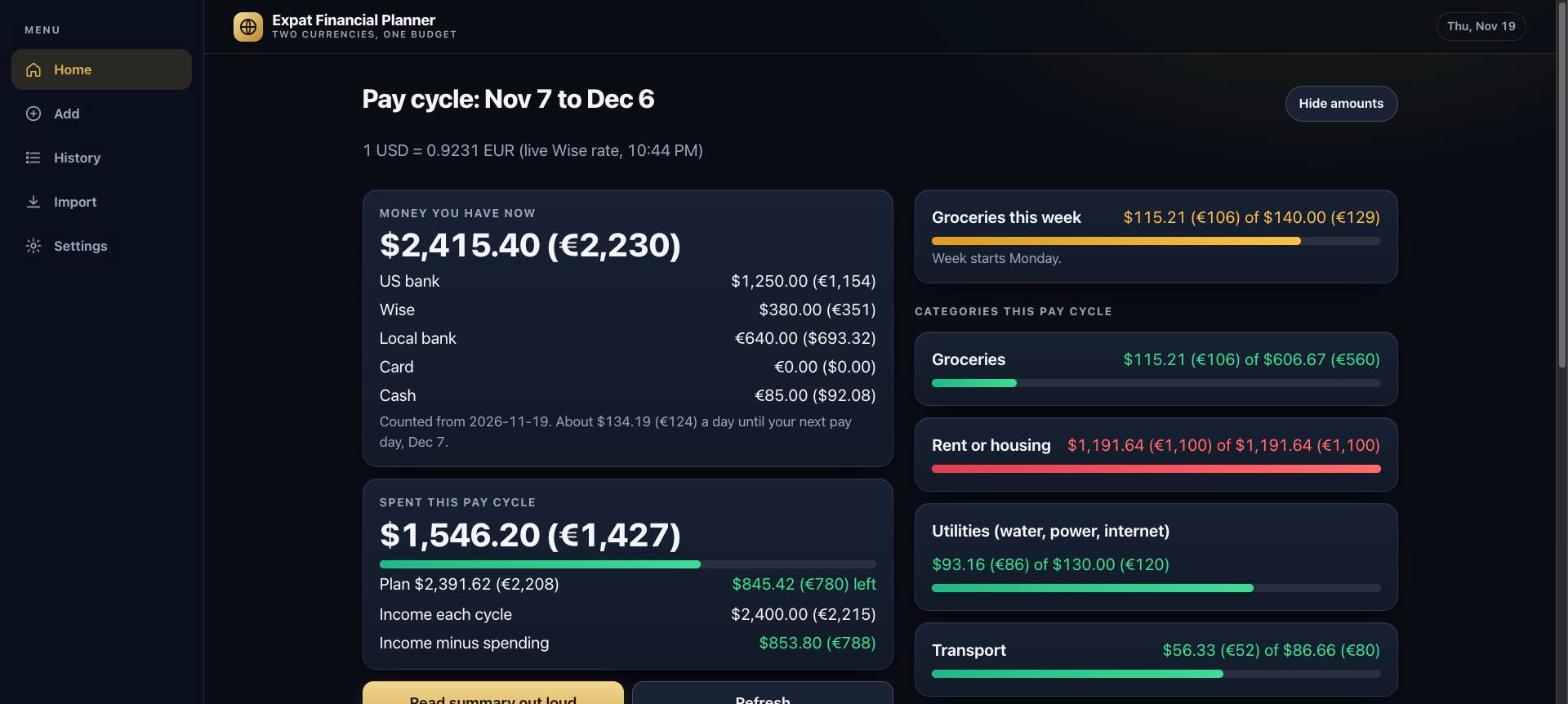 MENU
Home
Add
History
Import
Settings
Expat Financial Planner
TWO CURRENCIES, ONE BUDGET
Thu, Nov 19
Pay cycle: Nov 7 to Dec 6
Hide amounts
1 USD = 0.9231 EUR (live Wise rate, 10:44 PM)
MONEY YOU HAVE NOW
$2,415.40 (€2,230)
US bank $1,250.00 (€1,154)
Wise $380.00 (€351)
Local bank €640.00 ($693.32)
Card €0.00 ($0.00)
Cash €85.00 ($92.08)
Counted from 2026-11-19. About $134.19 (€124) a day until your next pay
day, Dec 7.
SPENT THIS PAY CYCLE
$1,546.20 (€1,427)
Plan $2,391.62 (€2,208) $845.42 (€780) left
Income each cycle $2,400.00 (€2,215)
Income minus spending $853.80 (€788)
Read summary out loud
Refresh
Groceries this week $115.21 (€106) of $140.00 (€129)
Week starts Monday.
CATEGORIES THIS PAY CYCLE
Groceries $115.21 (€106) of $606.67 (€560)
Rent or housing $1,191.64 (€1,100) of $1,191.64 (€1,100)
Utilities (water, power, internet)
$93.16 (€86) of $130.00 (€120)
Transport $56.33 (€52) of $86.66 (€80)